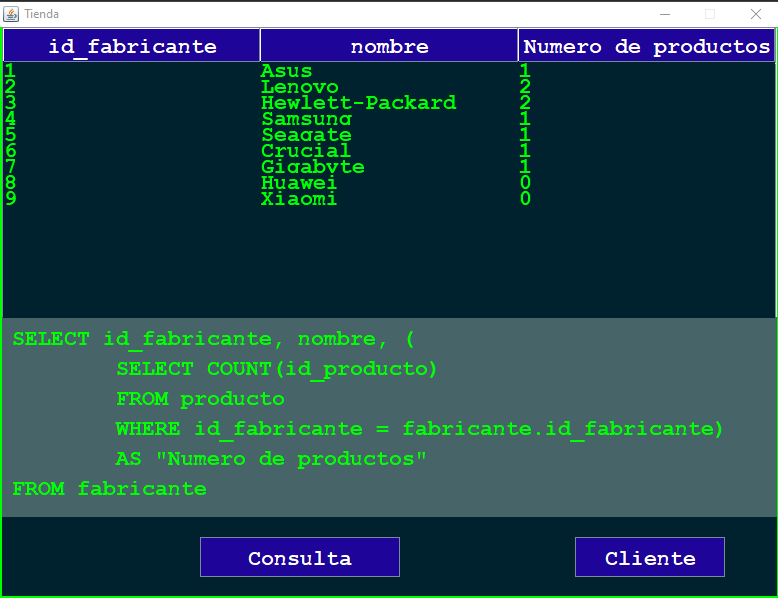 Tienda
id_fabricante nombre Numero de productos
1 Asus 1
2 Lenovo 2
3 Hewlett-Packard 2
4 Samsung 1
5 Seagate 1
6 Crucial 1
7 Gigabyte 1
8 Huawei 0
9 Xiaomi 0
SELECT id_fabricante, nombre, (
SELECT COUNT(id_producto)
FROM producto
WHERE id_fabricante = fabricante.id_fabricante)
AS "Numero de productos"
FROM fabricante
Consulta Cliente